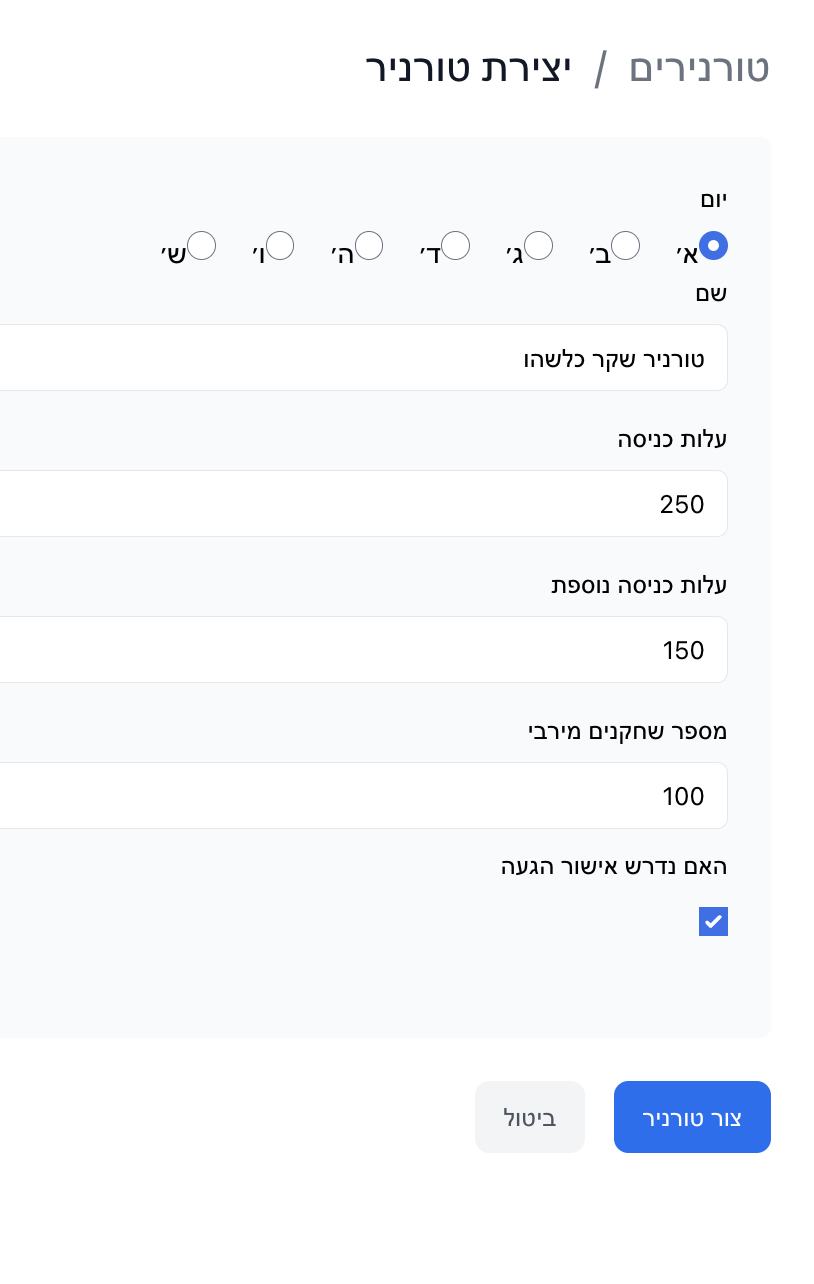 טורנירים / יצירת טורניר
יום
א׳ ב׳ ג׳ ד׳ ה׳ ו׳ ש׳
שם
טורניר שקר כלשהו
עלות כניסה
250
עלות כניסה נוספת
150
מספר שחקנים מירבי
100
האם נדרש אישור הגעה
צור טורניר ביטול